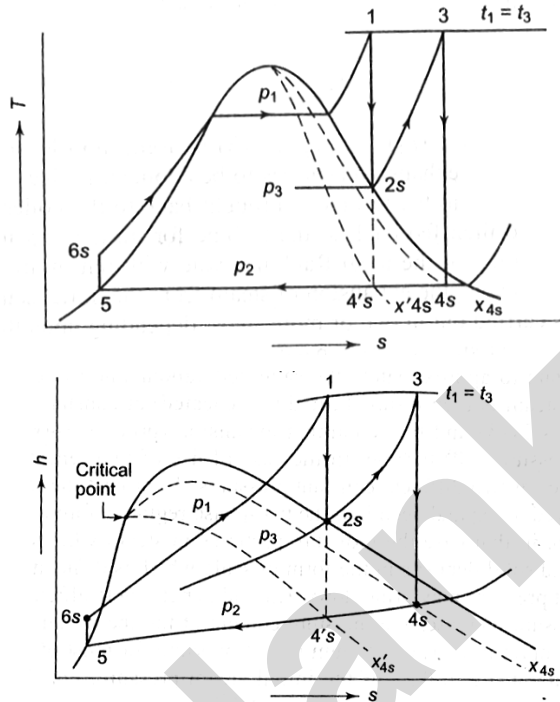 1 3 t₁ = t₃
T
p₁
p₃ 2s
6s
p₂
5 4's x'4s 4s x4s
s
1 3 t₁ = t₃
h
Critical
point
p₁
p₃ 2s
6s
p₂
5 4's 4s
x'4s x4s
s